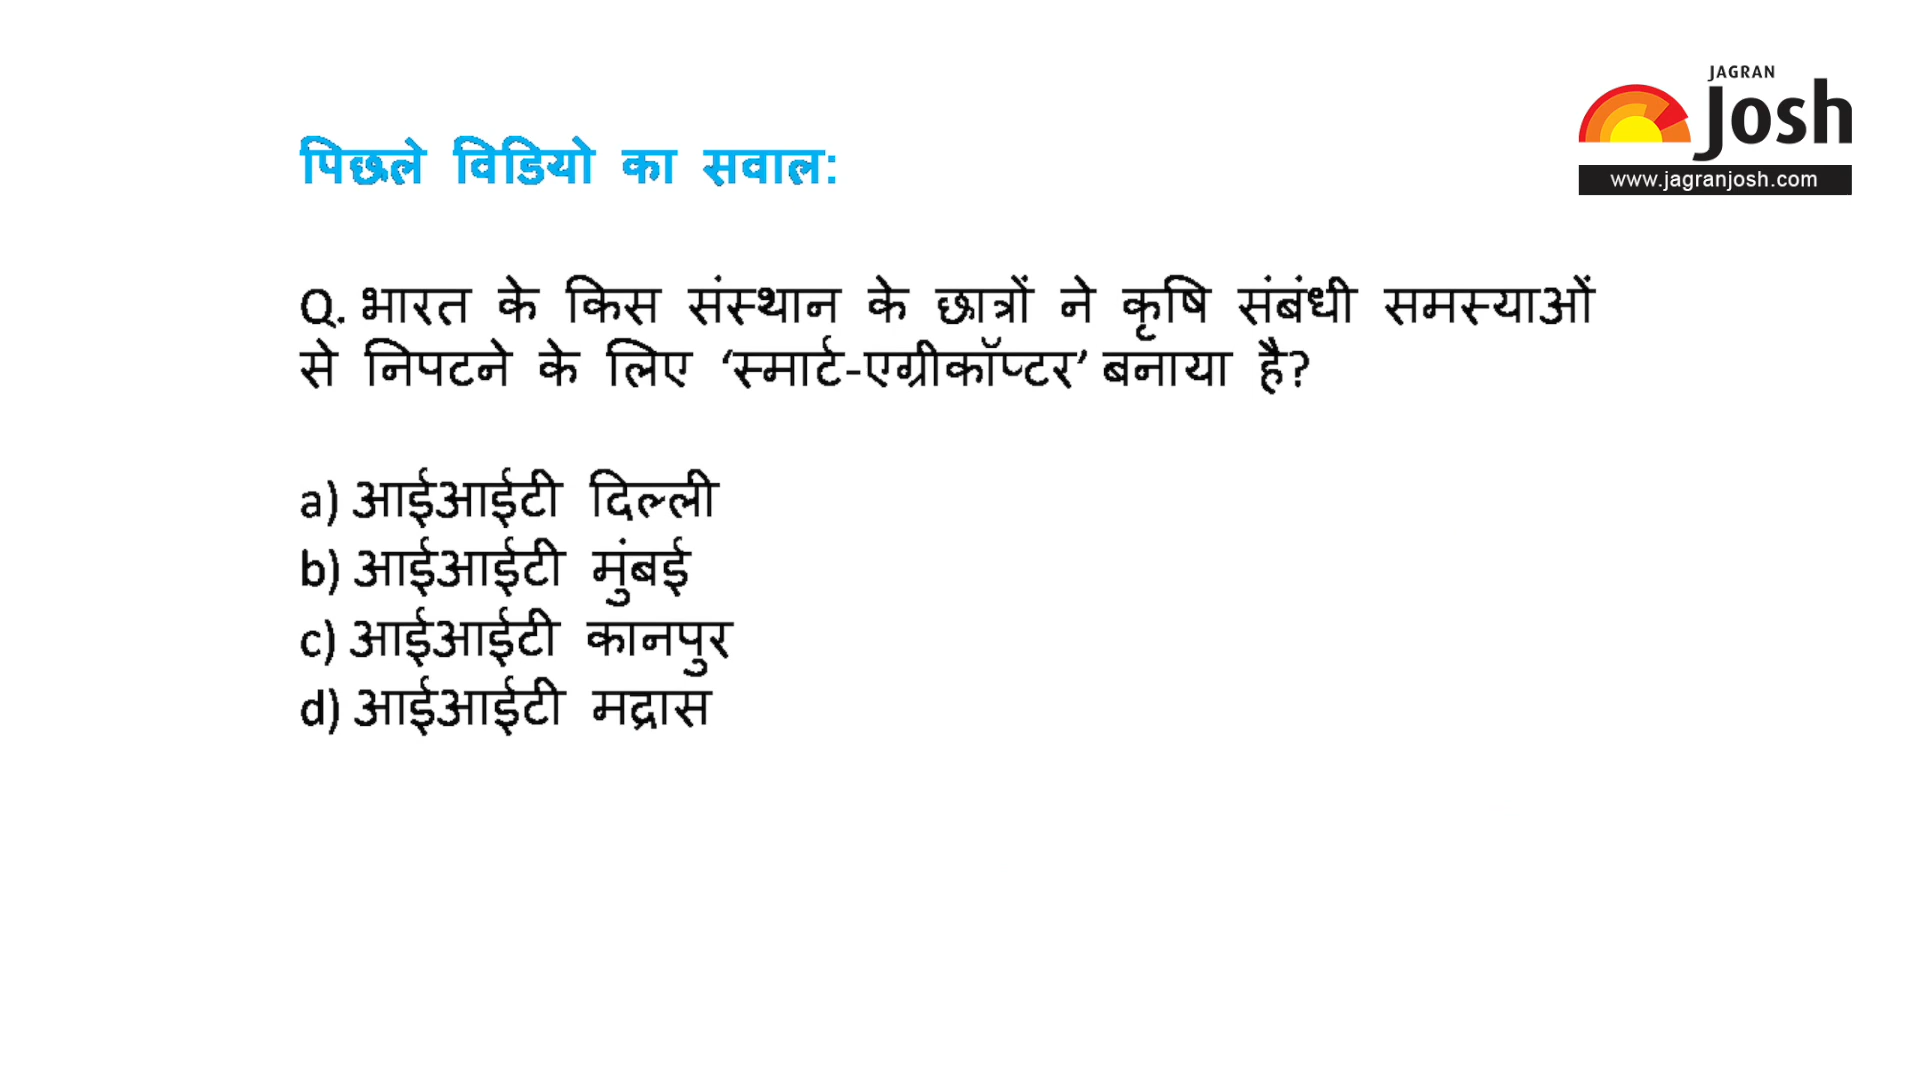 JAGRAN
Josh
www.jagranjosh.com
पिछले विडियो का सवाल:
Q. भारत के किस संस्थान के छात्रों ने कृषि संबंधी समस्याओं
से निपटने के लिए ‘स्मार्ट-एग्रीकॉप्टर’ बनाया है?
a) आईआईटी दिल्ली
b) आईआईटी मुंबई
c) आईआईटी कानपुर
d) आईआईटी मद्रास